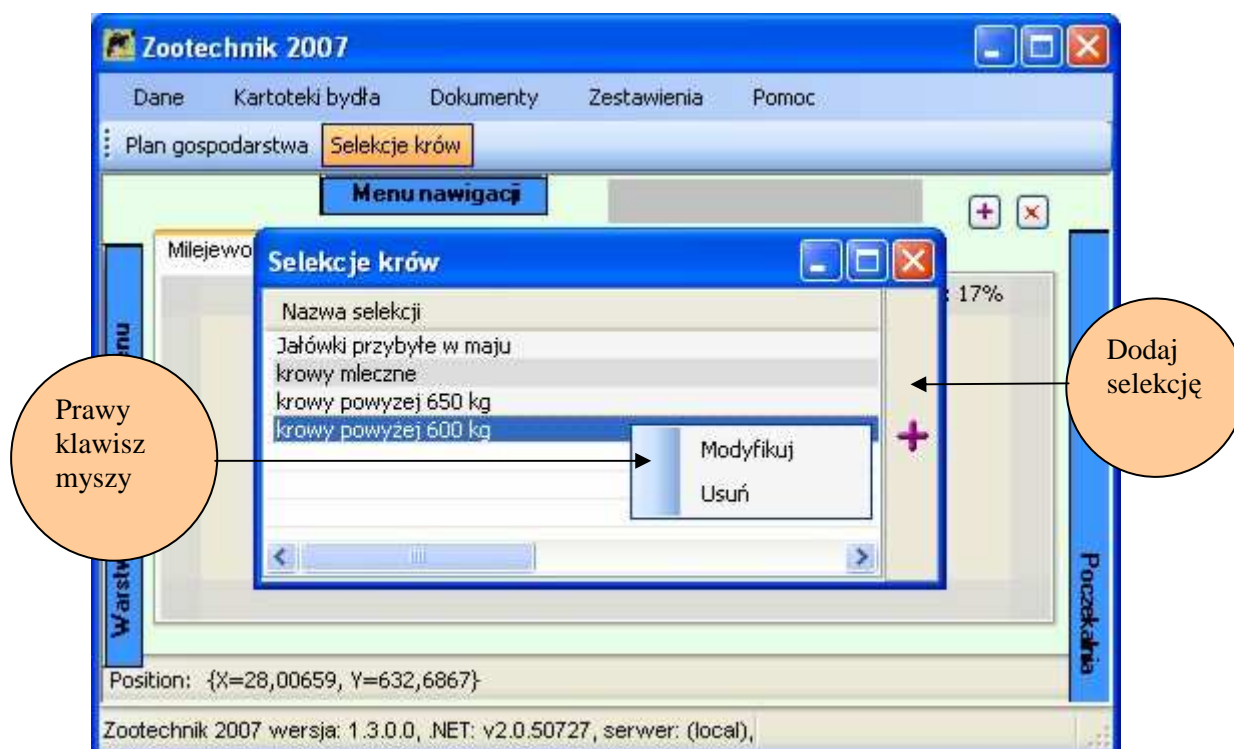 Zootechnik 2007
Dane Kartoteki bydła Dokumenty Zestawienia Pomoc
Plan gospodarstwa Selekcje krów
Menu nawigacji
Milejewo
17%
Selekcje krów
Nazwa selekcji
Jałówki przybyłe w maju
krowy mleczne
krowy powyzej 650 kg
krowy powyżej 600 kg
Modyfikuj
Usuń
Prawy
klawisz
myszy
Dodaj
selekcję
Poczekalnia
Position: {X=28,00659, Y=632,6867}
Zootechnik 2007 wersja: 1.3.0.0, .NET: v2.0.50727, serwer: (local),